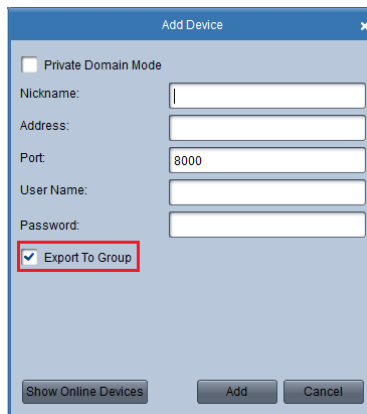 Add Device
Private Domain Mode
Nickname:
Address:
Port: 8000
User Name:
Password:
Export To Group
Show Online Devices Add Cancel